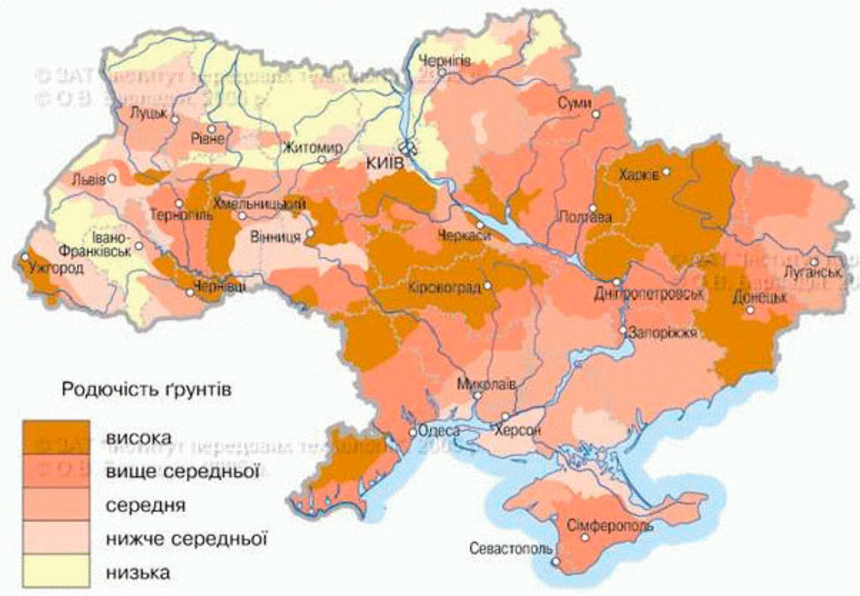 Чернігів
Суми
Луцьк
Рівне
Житомир
КИЇВ
Харків
Львів
Хмельницький
Тернопіль
Полтава
Вінниця
Черкаси
Івано-
Франківськ
Ужгород
Луганськ
Чернівці
Кіровоград
Дніпропетровськ
Донецьк
Запоріжжя
Родючість ґрунтів
Миколаїв
Одеса
Херсон
висока
вище середньої
середня
Сімферополь
нижче середньої
Севастополь
низька